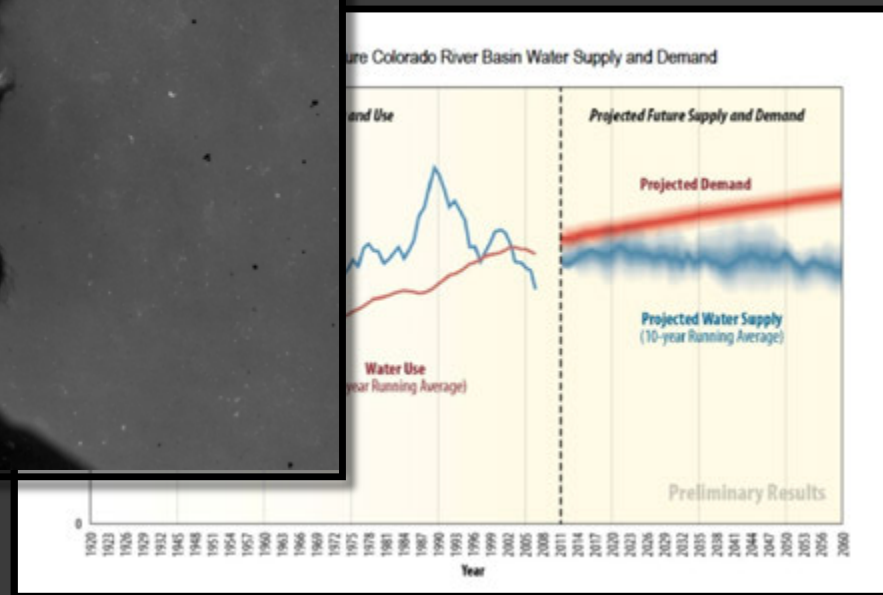 ure Colorado River Basin Water Supply and Demand
and Use
Projected Future Supply and Demand
Projected Demand
Projected Water Supply
(10-year Running Average)
Water Use
year Running Average)
Preliminary Results
0
1920 1923 1926 1929 1932 1945 1948 1951 1954 1957 1960 1963 1966 1969 1972 1975 1978 1981 1984 1987 1990 1993 1996 1999 2002 2005 2008 2011 2014 2017 2020 2023 2026 2029 2032 2035 2038 2041 2044 2047 2050 2053 2056 2060
Year